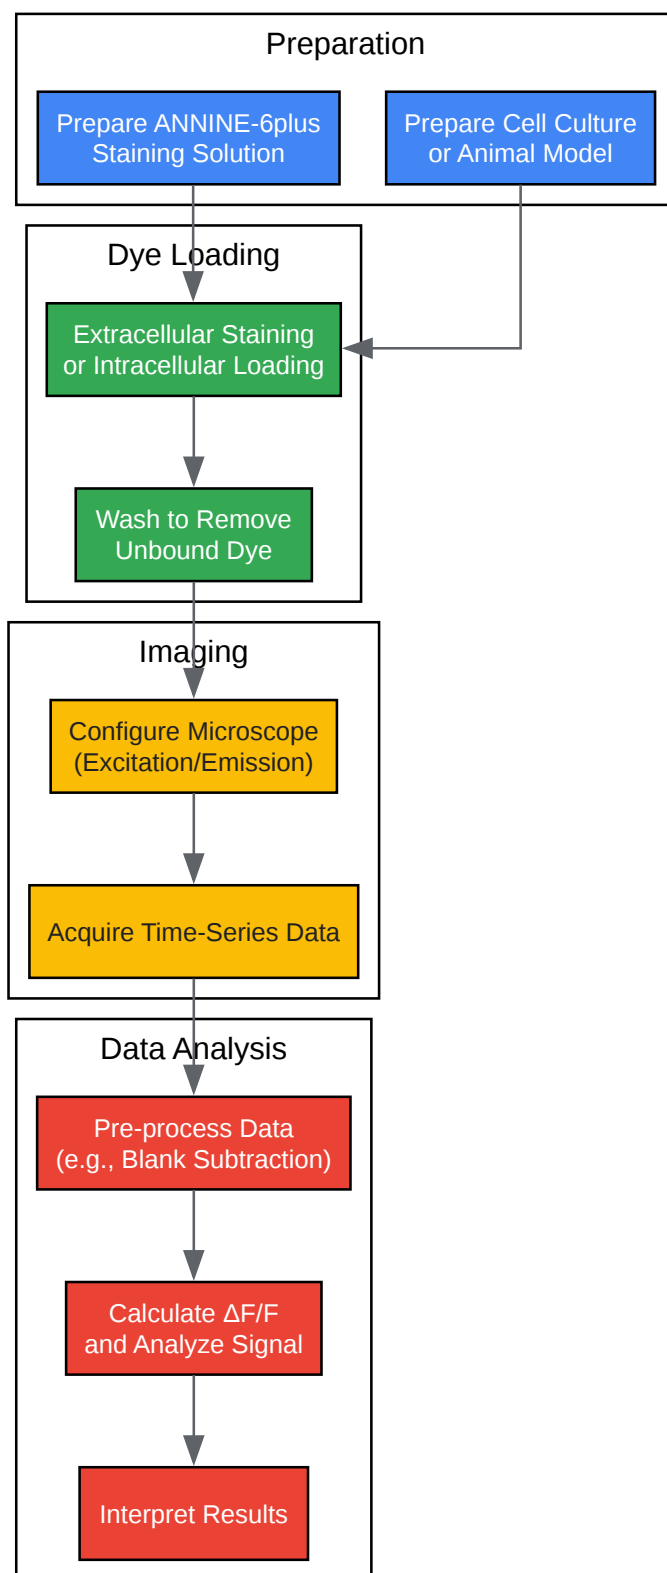 Preparation
Prepare ANNINE-6plus
Staining Solution
Prepare Cell Culture
or Animal Model
Dye Loading
Extracellular Staining
or Intracellular Loading
Wash to Remove
Unbound Dye
Imaging
Configure Microscope
(Excitation/Emission)
Acquire Time-Series Data
Data Analysis
Pre-process Data
(e.g., Blank Subtraction)
Calculate ΔF/F
and Analyze Signal
Interpret Results